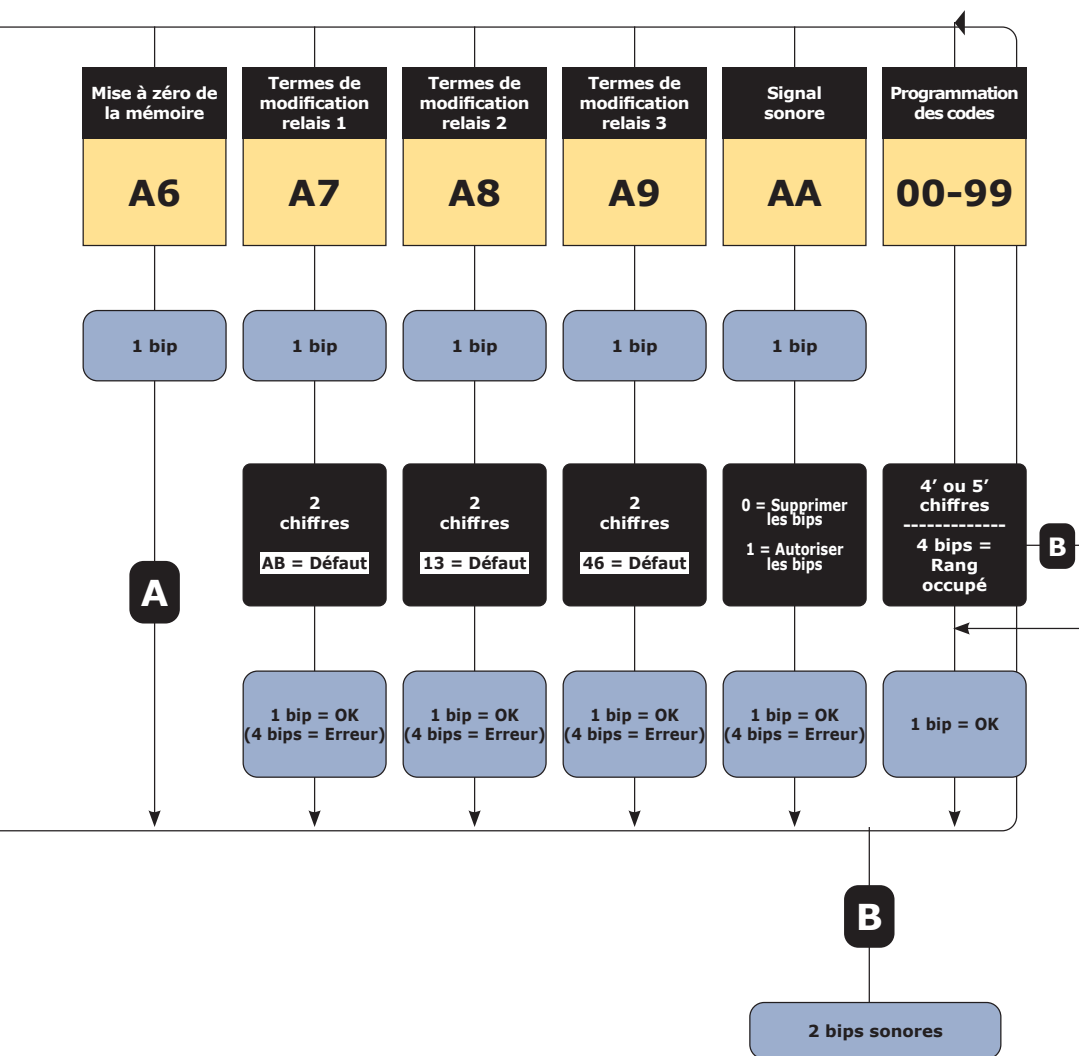 Mise à zéro de
la mémoire
Termes de
modification
relais 1
Termes de
modification
relais 2
Termes de
modification
relais 3
Signal
sonore
Programmation
des codes
A6
A7
A8
A9
AA
00-99
1 bip
1 bip
1 bip
1 bip
1 bip
A
2
chiffres
AB = Défaut
2
chiffres
13 = Défaut
2
chiffres
46 = Défaut
0 = Supprimer
les bips
1 = Autoriser
les bips
4’ ou 5’
chiffres
-------------
4 bips =
Rang
occupé
B
1 bip = OK
(4 bips = Erreur)
1 bip = OK
(4 bips = Erreur)
1 bip = OK
(4 bips = Erreur)
1 bip = OK
(4 bips = Erreur)
1 bip = OK
B
2 bips sonores